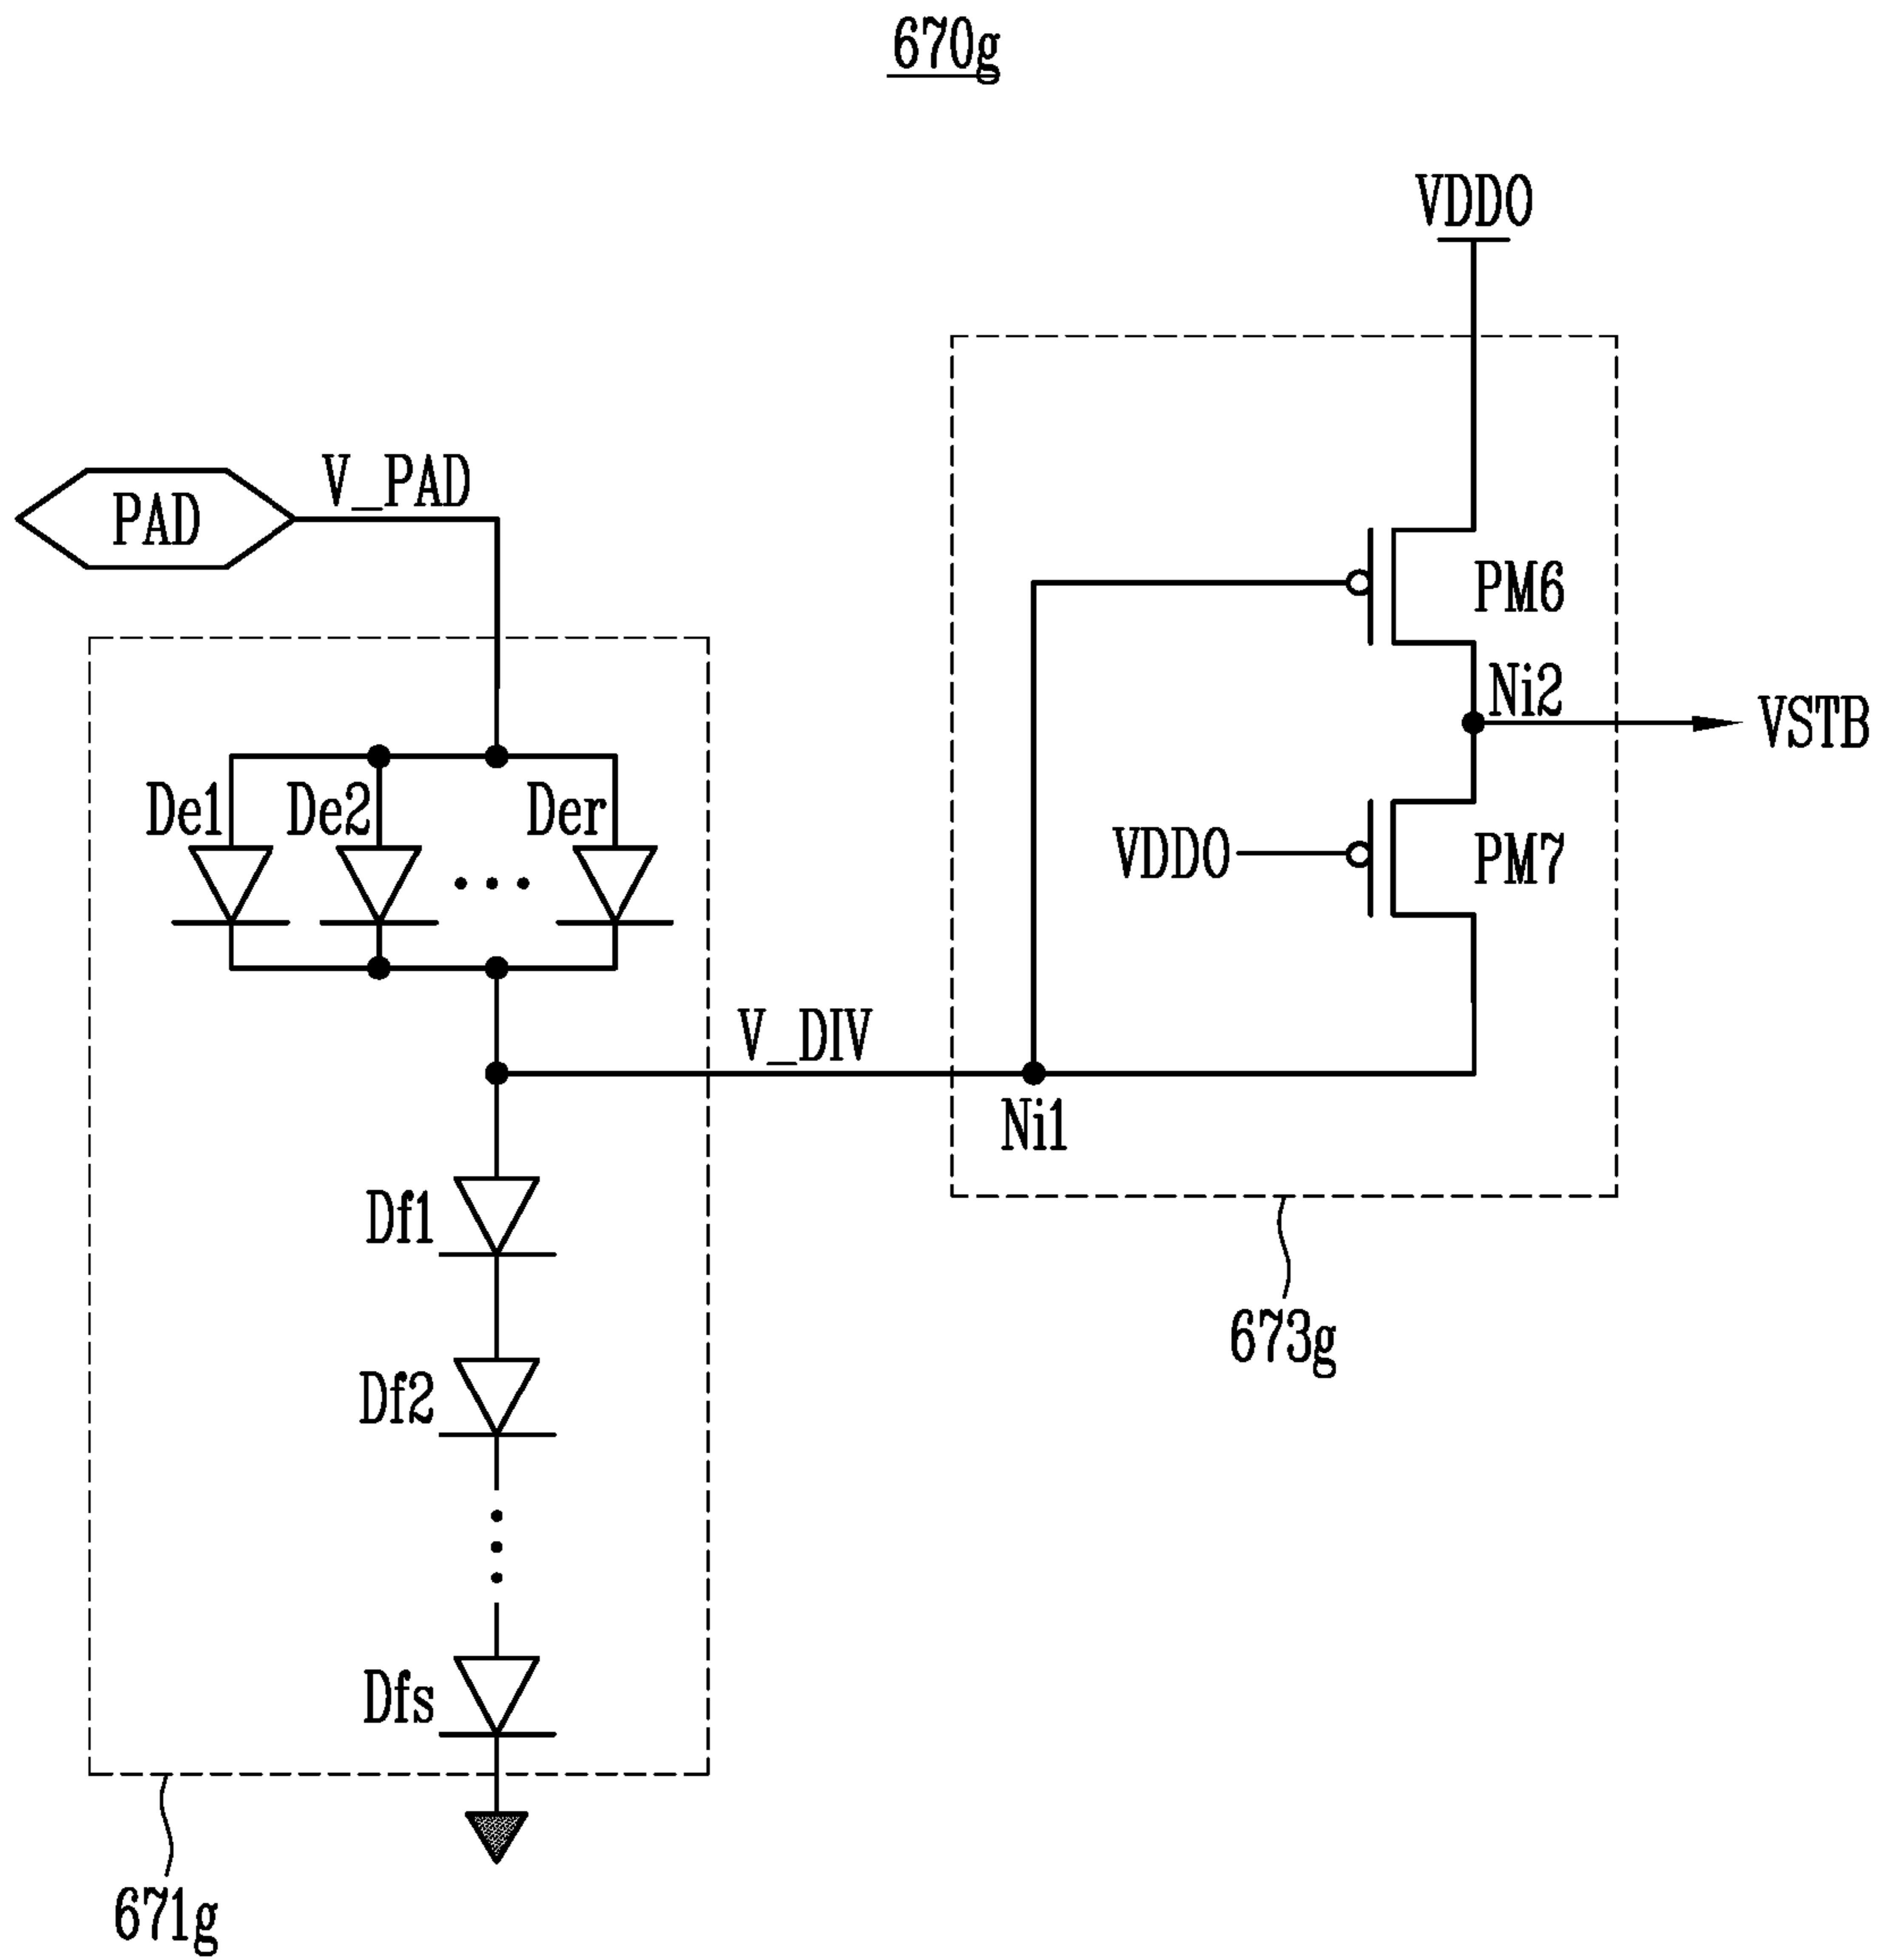 670g
VDDO
V_PAD
PAD
PM6
Ni2
VSTB
De1
De2
Der
VDDO
PM7
V_DIV
Ni1
Df1
673g
Df2
Dfs
671g